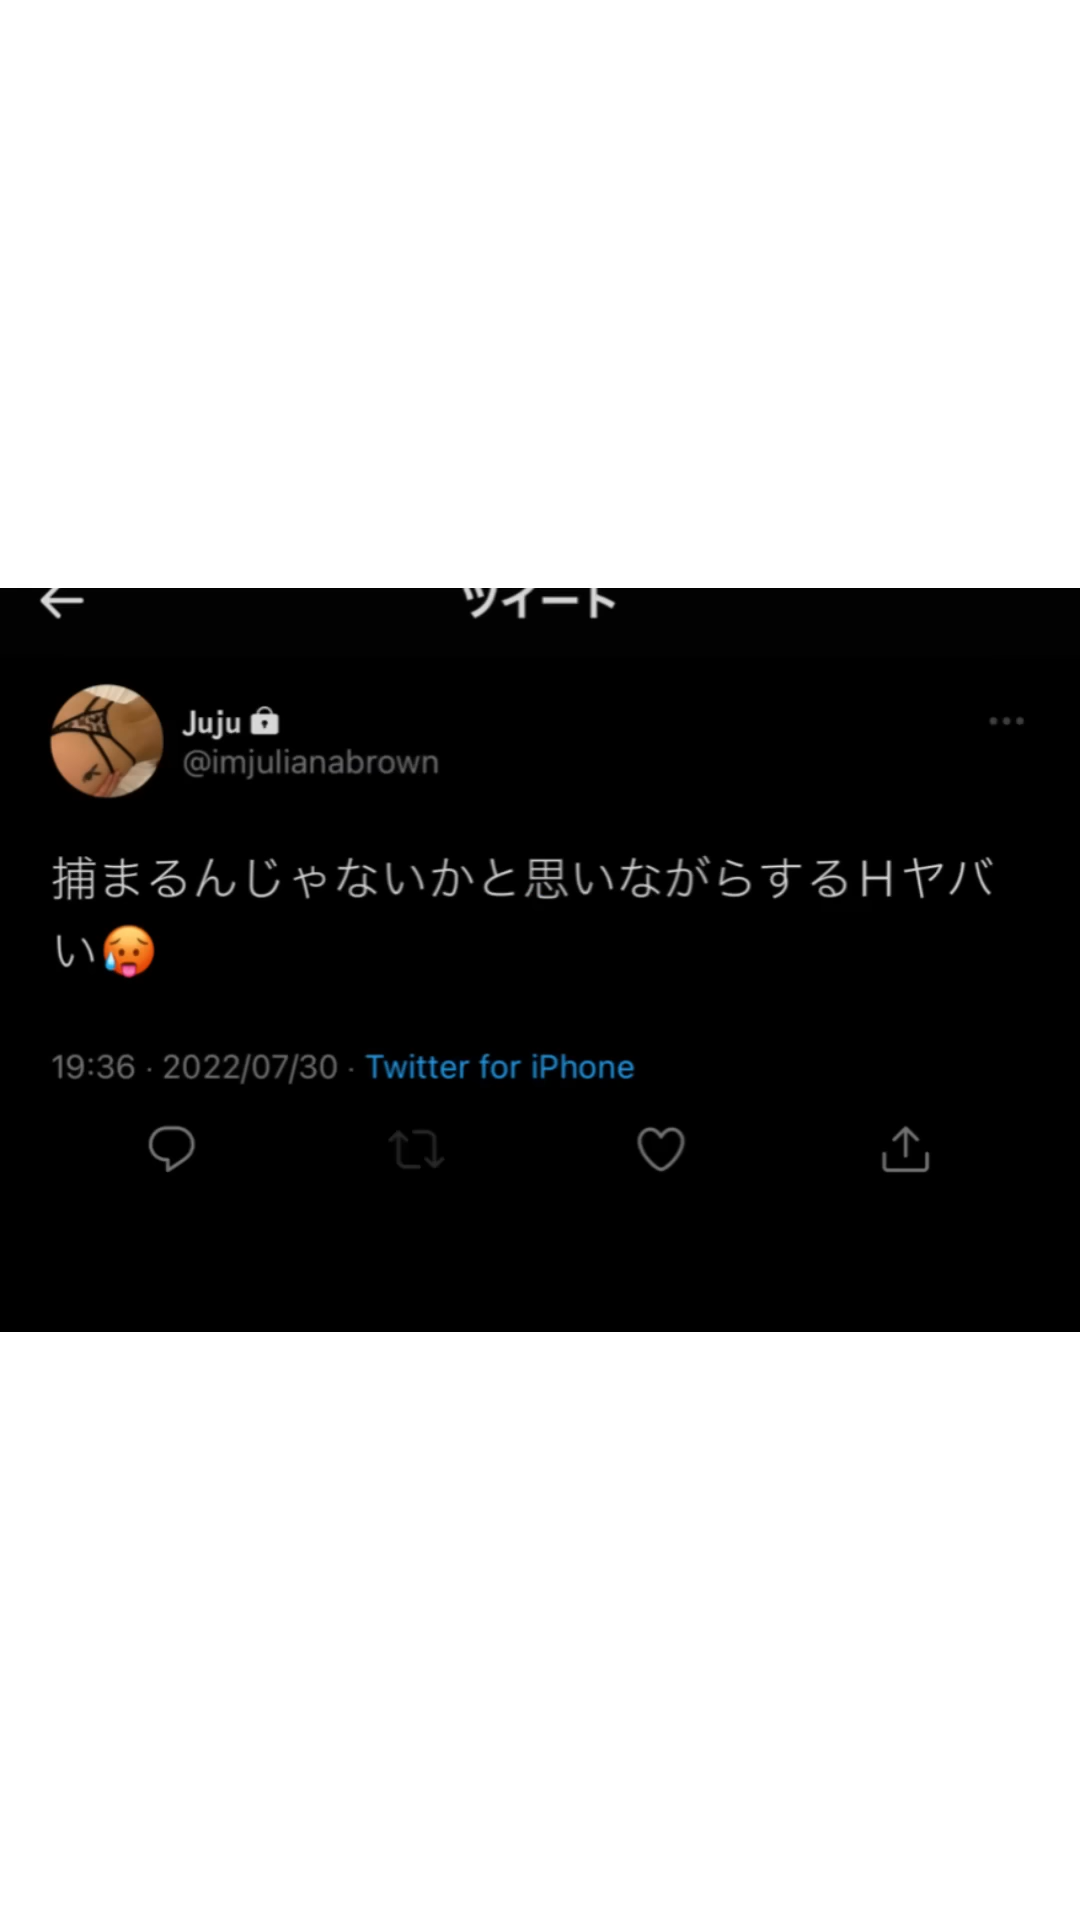 ツイート
Juju
@imjulianabrown
捕まるんじゃないかと思いながらするHヤバ
い🥵
19:36 · 2022/07/30 · Twitter for iPhone